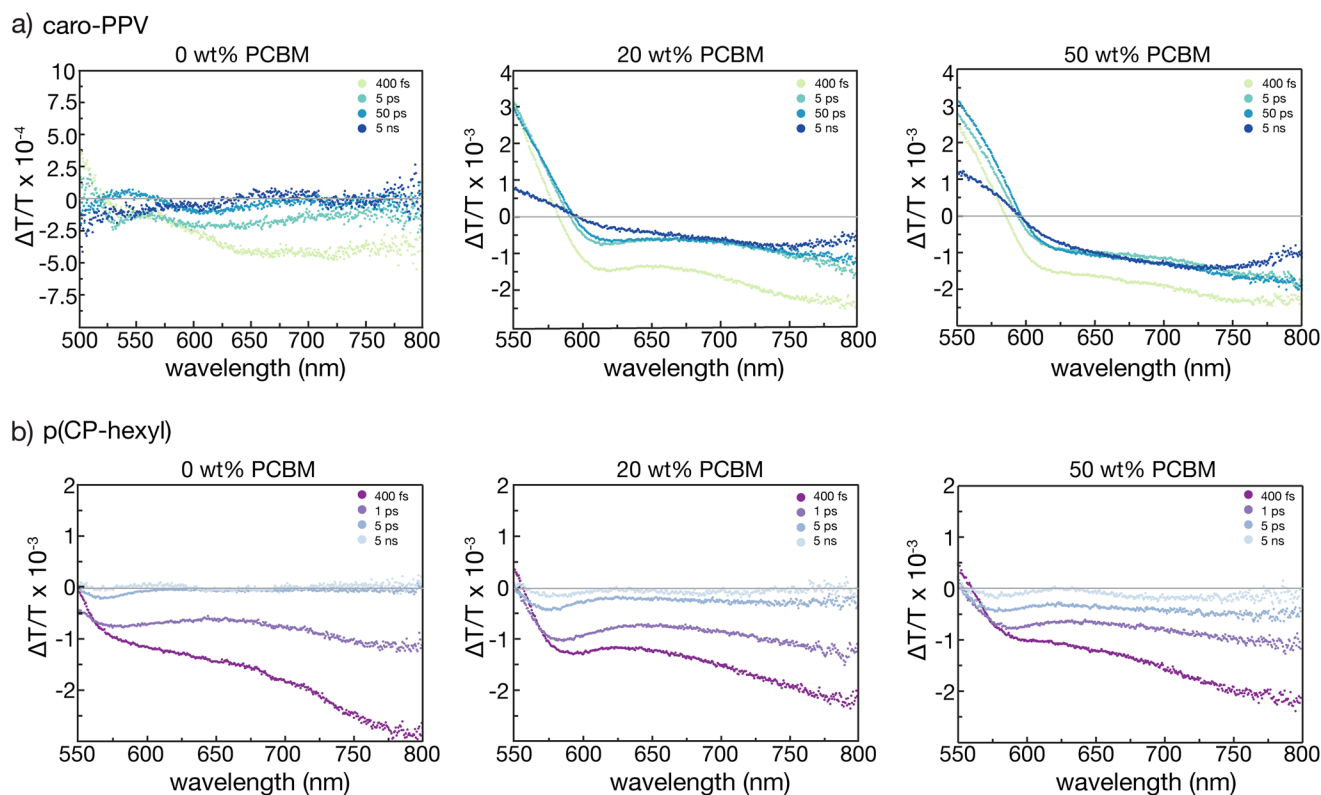 a) caro-PPV
0 wt% PCBM
ΔT/T x 10⁻⁴
10
7.5
5.0
2.5
0
-2.5
-5.0
-7.5
400 fs
5 ps
50 ps
5 ns
500 550 600 650 700 750 800
wavelength (nm)
20 wt% PCBM
ΔT/T x 10⁻³
4
3
2
1
0
-1
-2
400 fs
5 ps
50 ps
5 ns
550 600 650 700 750 800
wavelength (nm)
50 wt% PCBM
ΔT/T x 10⁻³
4
3
2
1
0
-1
-2
400 fs
5 ps
50 ps
5 ns
550 600 650 700 750 800
wavelength (nm)
b) p(CP-hexyl)
0 wt% PCBM
ΔT/T x 10⁻³
2
1
0
-1
-2
400 fs
1 ps
5 ps
5 ns
550 600 650 700 750 800
wavelength (nm)
20 wt% PCBM
ΔT/T x 10⁻³
2
1
0
-1
-2
400 fs
1 ps
5 ps
5 ns
550 600 650 700 750 800
wavelength (nm)
50 wt% PCBM
ΔT/T x 10⁻³
2
1
0
-1
-2
400 fs
1 ps
5 ps
5 ns
550 600 650 700 750 800
wavelength (nm)